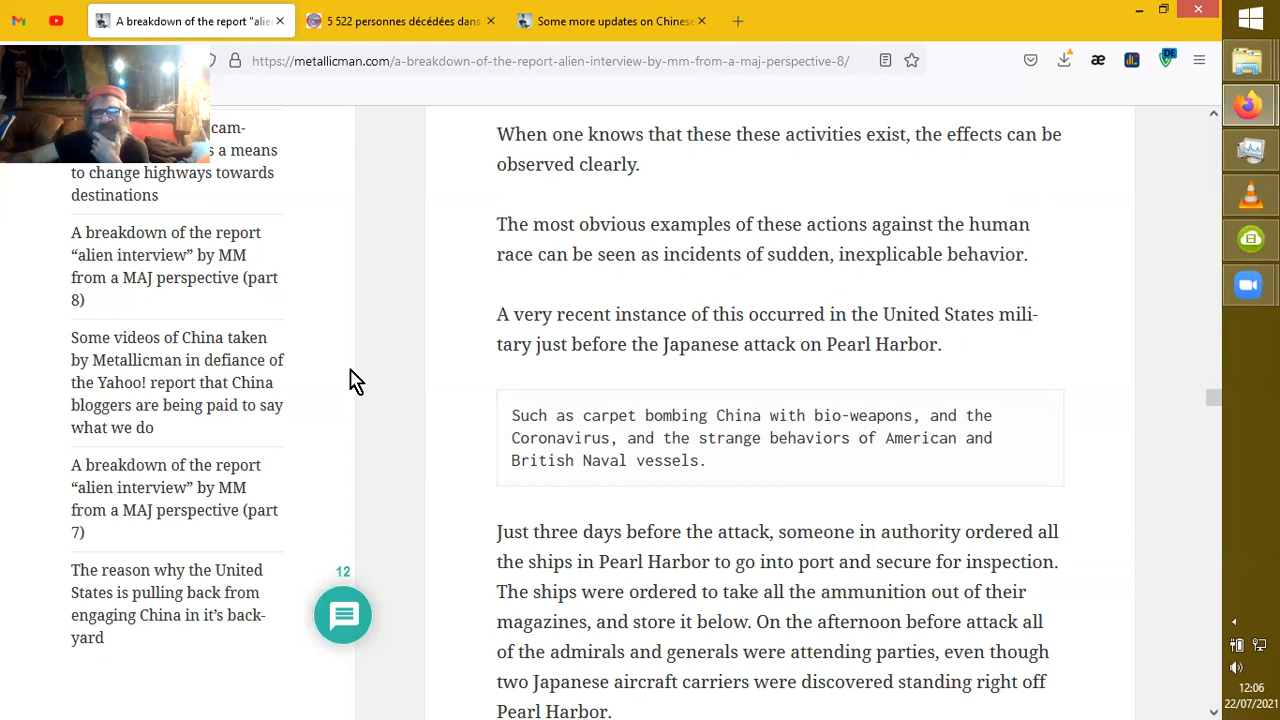 A breakdown of the report "alie
5 522 personnes décédées dans
Some more updates on Chinese
https://metallicman.com/a-breakdown-of-the-r
-alien-interview-by-mm-from-a-maj-perspective-8/
æ
DE
cam-
s a means
to change highways towards
destinations
A breakdown of the report
“alien interview” by MM
from a MAJ perspective (part
8)
Some videos of China taken
by Metallicman in defiance of
the Yahoo! report that China
bloggers are being paid to say
what we do
A breakdown of the report
“alien interview” by MM
from a MAJ perspective (part
7)
The reason why the United
States is pulling back from
engaging China in it’s back-
yard
12
When one knows that these these activities exist, the effects can be
observed clearly.
The most obvious examples of these actions against the human
race can be seen as incidents of sudden, inexplicable behavior.
A very recent instance of this occurred in the United States mili-
tary just before the Japanese attack on Pearl Harbor.
Such as carpet bombing China with bio-weapons, and the
Coronavirus, and the strange behaviors of American and
British Naval vessels.
Just three days before the attack, someone in authority ordered all
the ships in Pearl Harbor to go into port and secure for inspection.
The ships were ordered to take all the ammunition out of their
magazines, and store it below. On the afternoon before attack all
of the admirals and generals were attending parties, even though
two Japanese aircraft carriers were discovered standing right off
Pearl Harbor.
12:06
22/07/2021